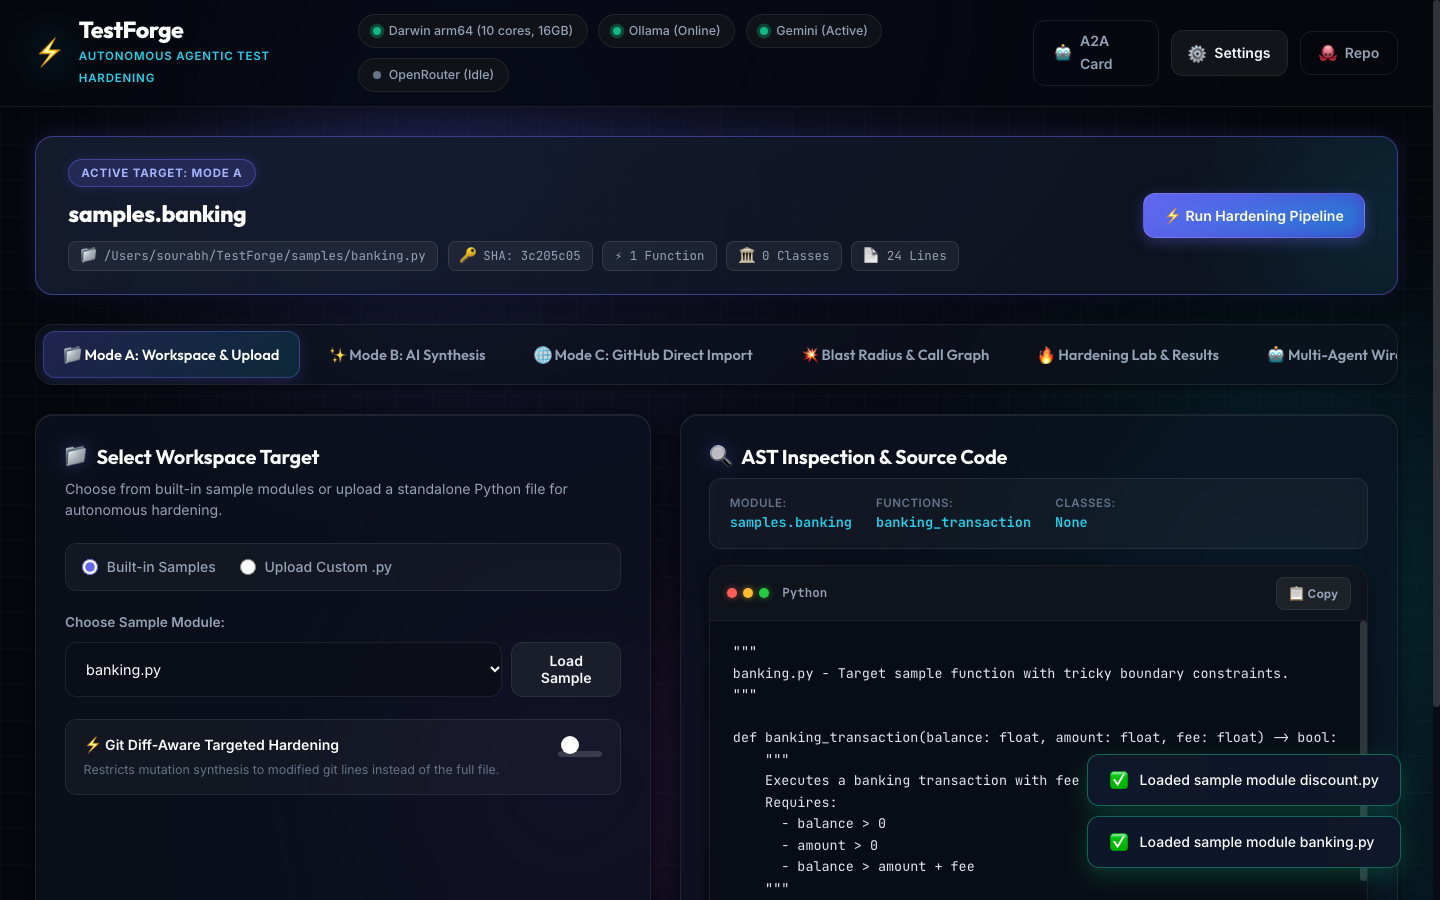 TestForge
AUTONOMOUS AGENTIC TEST
HARDENING
Darwin arm64 (10 cores, 16GB)
Ollama (Online)
Gemini (Active)
OpenRouter (Idle)
A2A
Card
Settings
Repo
ACTIVE TARGET: MODE A
samples.banking
/Users/sourabh/TestForge/samples/banking.py
SHA: 3c205c05
⚡ 1 Function
0 Classes
24 Lines
⚡ Run Hardening Pipeline
Mode A: Workspace & Upload
Mode B: AI Synthesis
Mode C: GitHub Direct Import
Blast Radius & Call Graph
Hardening Lab & Results
Multi-Agent Wir
Select Workspace Target
Choose from built-in sample modules or upload a standalone Python file for
autonomous hardening.
Built-in Samples
Upload Custom .py
Choose Sample Module:
banking.py
Load
Sample
⚡ Git Diff-Aware Targeted Hardening
Restricts mutation synthesis to modified git lines instead of the full file.
AST Inspection & Source Code
MODULE:
samples.banking
FUNCTIONS:
banking_transaction
CLASSES:
None
Python
Copy
"""
banking.py - Target sample function with tricky boundary constraints.
"""
def banking_transaction(balance: float, amount: float, fee: float) -> bool:
"""
Executes a banking transaction with fee
Requires:
- balance > 0
- amount > 0
- balance > amount + fee
"""
Loaded sample module discount.py
Loaded sample module banking.py